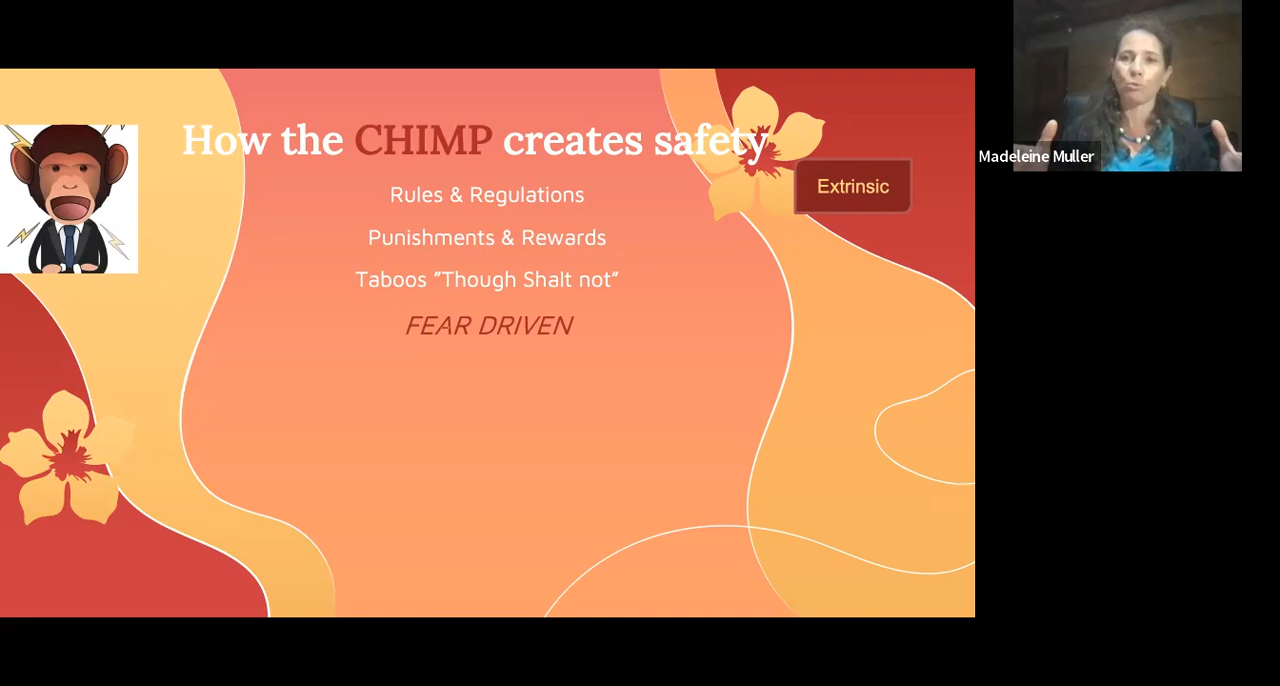 How the CHIMP creates safety
Extrinsic
Rules & Regulations
Punishments & Rewards
Taboos ”Though Shalt not”
FEAR DRIVEN
Madeleine Muller